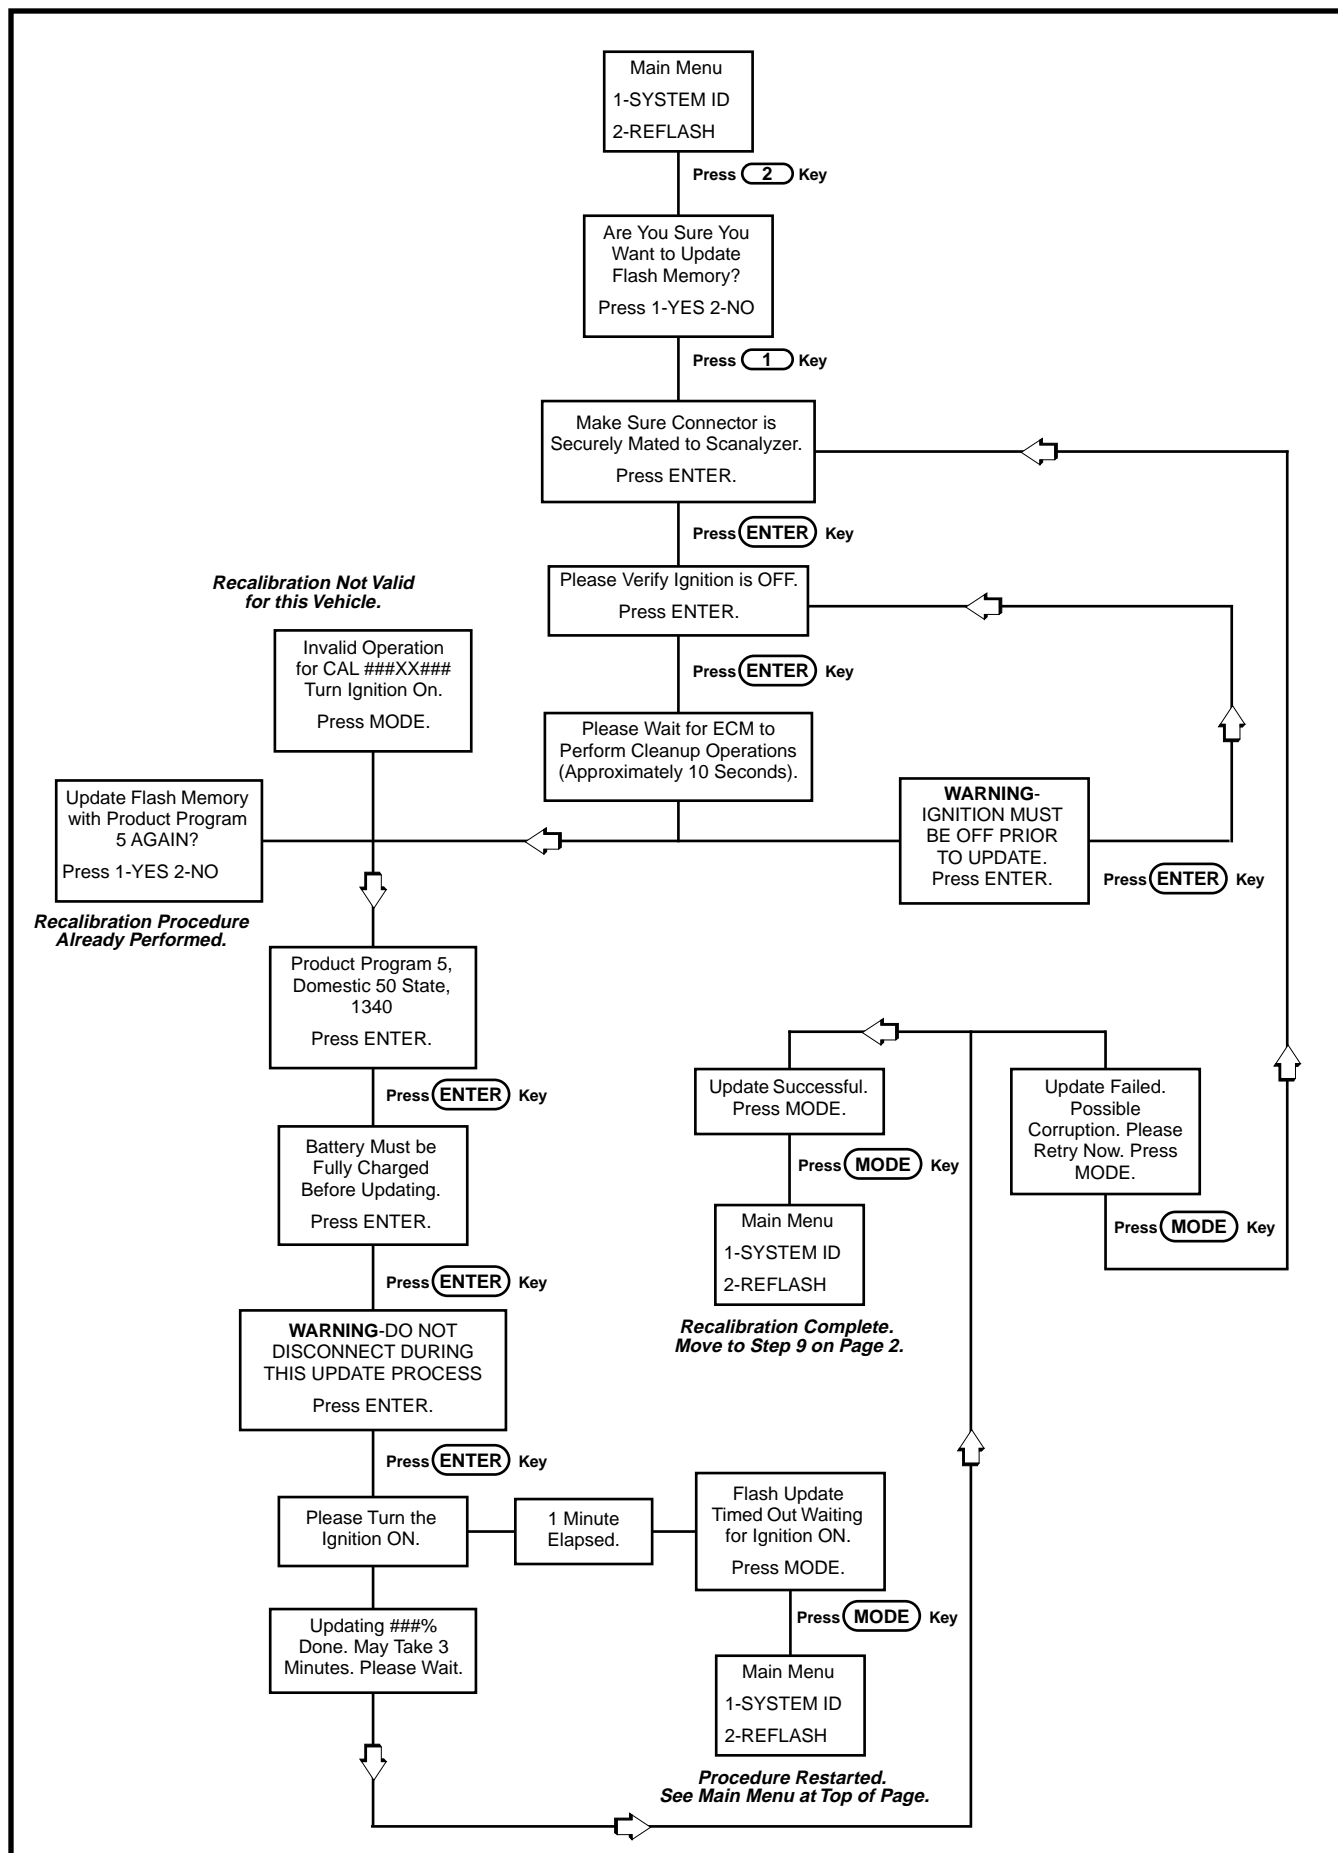 Main Menu
1-SYSTEM ID
2-REFLASH
Press 2 Key
Are You Sure You
Want to Update
Flash Memory?
Press 1-YES 2-NO
Press 1 Key
Make Sure Connector is
Securely Mated to Scanalyzer.
Press ENTER.
Press ENTER Key
Please Verify Ignition is OFF.
Press ENTER.
Press ENTER Key
Recalibration Not Valid
for this Vehicle.
Invalid Operation
for CAL ###XX###
Turn Ignition On.
Press MODE.
Please Wait for ECM to
Perform Cleanup Operations
(Approximately 10 Seconds).
Update Flash Memory
with Product Program
5 AGAIN?
Press 1-YES 2-NO
Recalibration Procedure
Already Performed.
WARNING-
IGNITION MUST
BE OFF PRIOR
TO UPDATE.
Press ENTER.
Press ENTER Key
Product Program 5,
Domestic 50 State,
1340
Press ENTER.
Press ENTER Key
Battery Must be
Fully Charged
Before Updating.
Press ENTER.
Press ENTER Key
WARNING-DO NOT
DISCONNECT DURING
THIS UPDATE PROCESS
Press ENTER.
Press ENTER Key
Please Turn the
Ignition ON.
1 Minute
Elapsed.
Flash Update
Timed Out Waiting
for Ignition ON.
Press MODE.
Press MODE Key
Main Menu
1-SYSTEM ID
2-REFLASH
Procedure Restarted.
See Main Menu at Top of Page.
Updating ###%
Done. May Take 3
Minutes. Please Wait.
Update Successful.
Press MODE.
Press MODE Key
Main Menu
1-SYSTEM ID
2-REFLASH
Recalibration Complete.
Move to Step 9 on Page 2.
Update Failed.
Possible
Corruption. Please
Retry Now. Press
MODE.
Press MODE Key